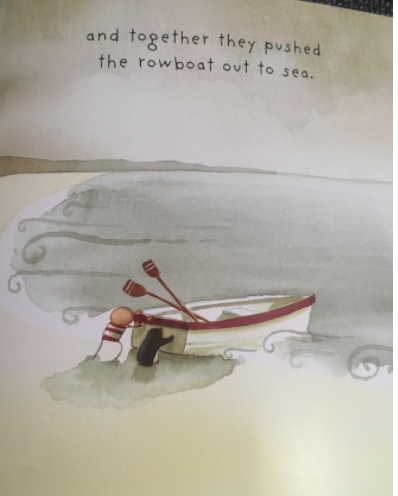 and together they pushed
the rowboat out to sea.